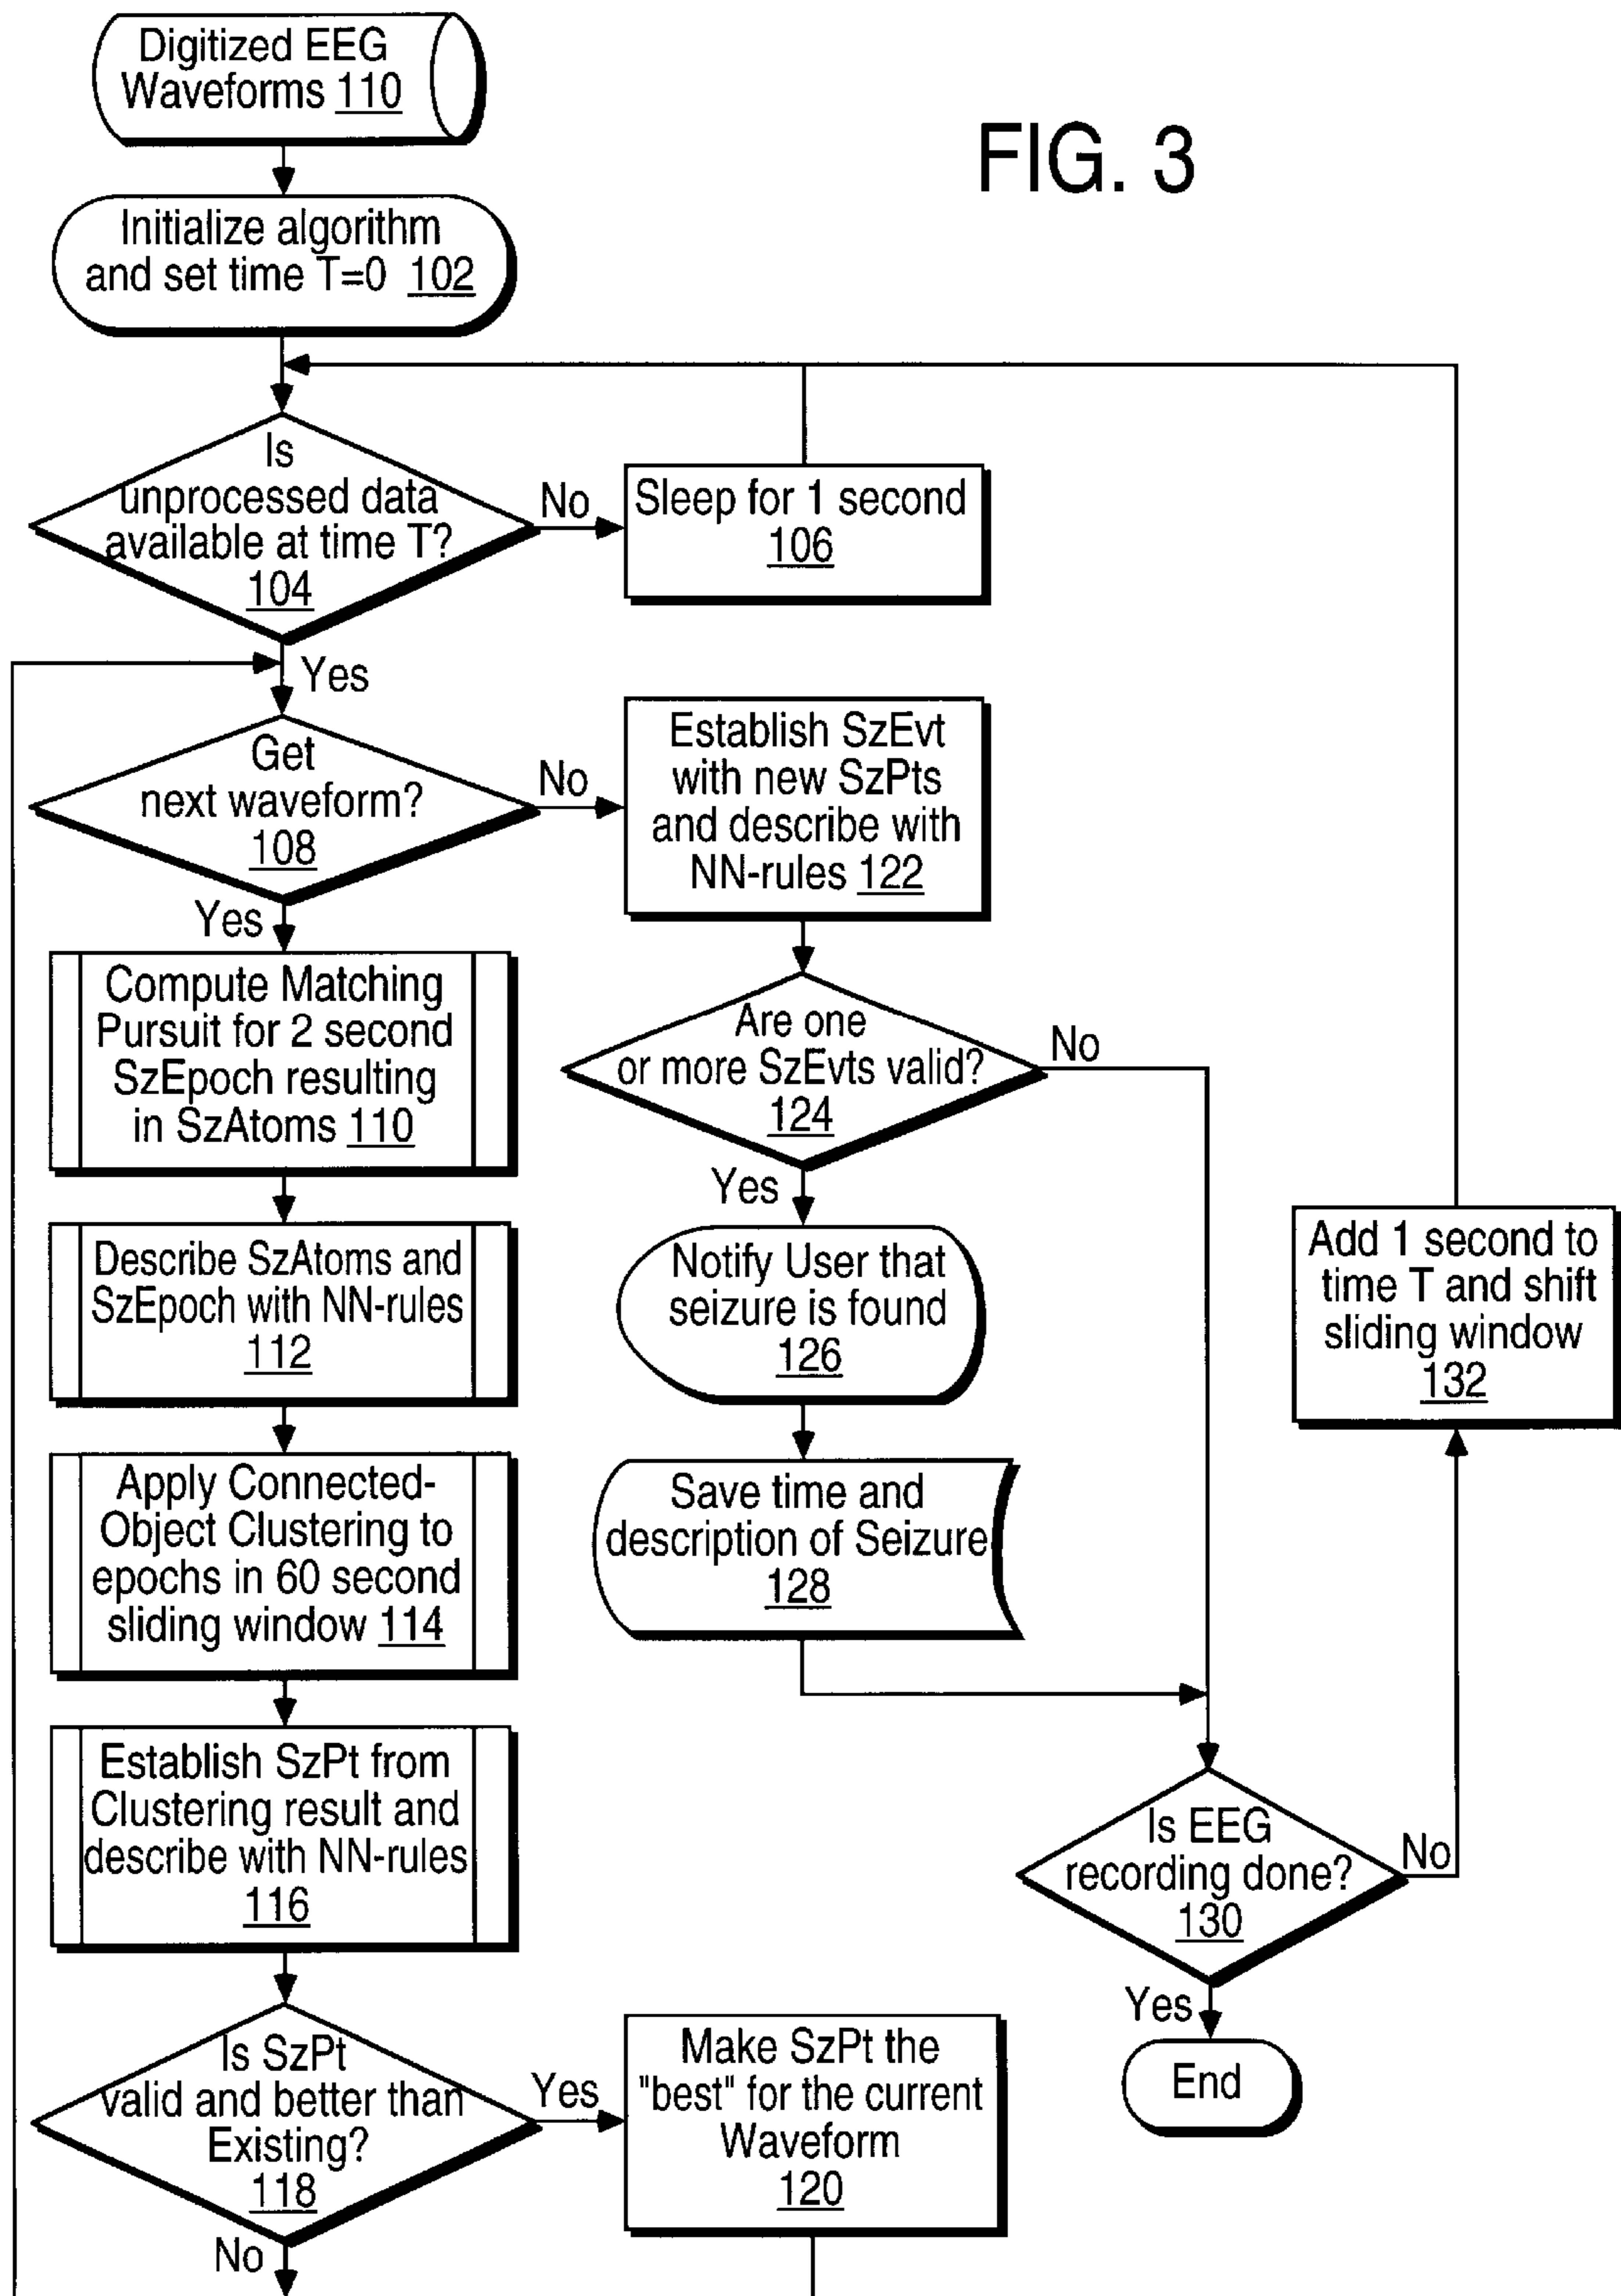 Digitized EEG
Waveforms 110
FIG. 3
Initialize algorithm
and set time T=0 102
Is
unprocessed data
available at time T?
104
No
Sleep for 1 second
106
Yes
Get
next waveform?
108
No
Establish SzEvt
with new SzPts
and describe with
NN-rules 122
Yes
Compute Matching
Pursuit for 2 second
SzEpoch resulting
in SzAtoms 110
Are one
or more SzEvts valid?
124
No
Yes
Describe SzAtoms and
SzEpoch with NN-rules
112
Notify User that
seizure is found
126
Add 1 second to
time T and shift
sliding window
132
Apply Connected-
Object Clustering to
epochs in 60 second
sliding window 114
Save time and
description of Seizure
128
Establish SzPt from
Clustering result and
describe with NN-rules
116
Is EEG
recording done?
130
No
Yes
End
Is SzPt
valid and better than
Existing?
118
Yes
Make SzPt the
"best" for the current
Waveform
120
No